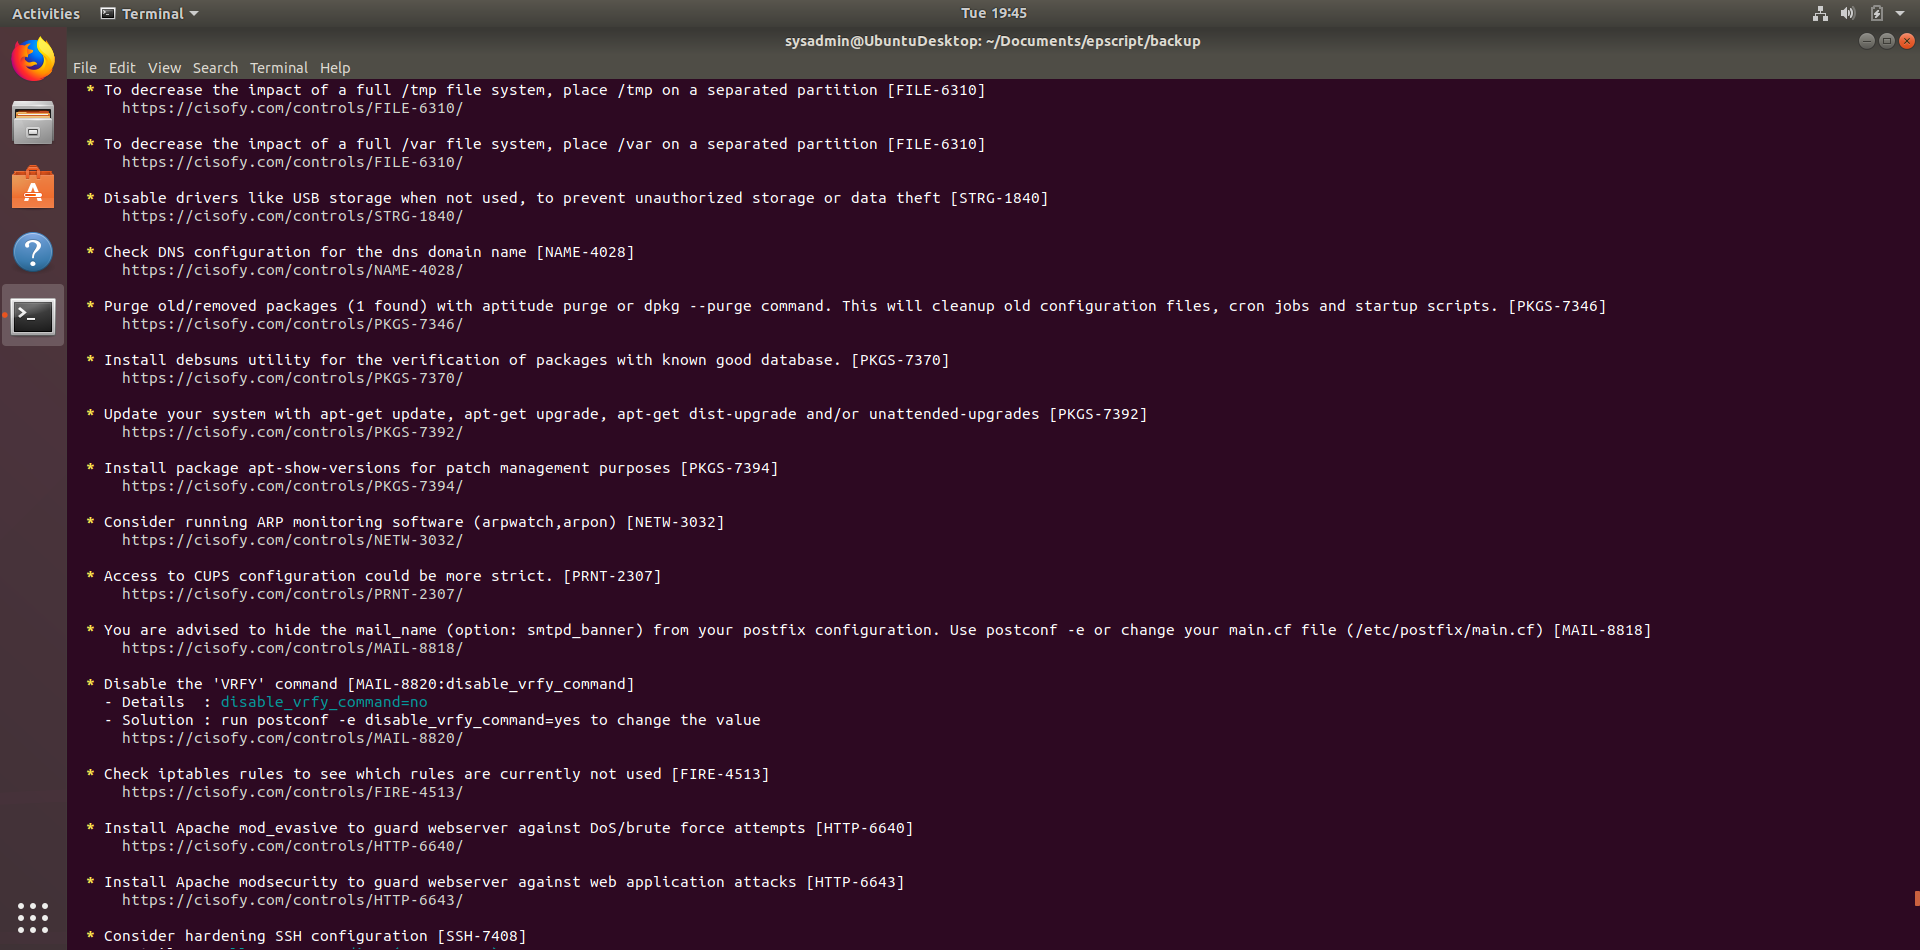 Activities Terminal Tue 19:45
sysadmin@UbuntuDesktop: ~/Documents/epscript/backup
File Edit View Search Terminal Help
* To decrease the impact of a full /tmp file system, place /tmp on a separated partition [FILE-6310]
https://cisofy.com/controls/FILE-6310/
* To decrease the impact of a full /var file system, place /var on a separated partition [FILE-6310]
https://cisofy.com/controls/FILE-6310/
* Disable drivers like USB storage when not used, to prevent unauthorized storage or data theft [STRG-1840]
https://cisofy.com/controls/STRG-1840/
* Check DNS configuration for the dns domain name [NAME-4028]
https://cisofy.com/controls/NAME-4028/
* Purge old/removed packages (1 found) with aptitude purge or dpkg --purge command. This will cleanup old configuration files, cron jobs and startup scripts. [PKGS-7346]
https://cisofy.com/controls/PKGS-7346/
* Install debsums utility for the verification of packages with known good database. [PKGS-7370]
https://cisofy.com/controls/PKGS-7370/
* Update your system with apt-get update, apt-get upgrade, apt-get dist-upgrade and/or unattended-upgrades [PKGS-7392]
https://cisofy.com/controls/PKGS-7392/
* Install package apt-show-versions for patch management purposes [PKGS-7394]
https://cisofy.com/controls/PKGS-7394/
* Consider running ARP monitoring software (arpwatch,arpon) [NETW-3032]
https://cisofy.com/controls/NETW-3032/
* Access to CUPS configuration could be more strict. [PRNT-2307]
https://cisofy.com/controls/PRNT-2307/
* You are advised to hide the mail_name (option: smtpd_banner) from your postfix configuration. Use postconf -e or change your main.cf file (/etc/postfix/main.cf) [MAIL-8818]
https://cisofy.com/controls/MAIL-8818/
* Disable the 'VRFY' command [MAIL-8820:disable_vrfy_command]
- Details : disable_vrfy_command=no
- Solution : run postconf -e disable_vrfy_command=yes to change the value
https://cisofy.com/controls/MAIL-8820/
* Check iptables rules to see which rules are currently not used [FIRE-4513]
https://cisofy.com/controls/FIRE-4513/
* Install Apache mod_evasive to guard webserver against DoS/brute force attempts [HTTP-6640]
https://cisofy.com/controls/HTTP-6640/
* Install Apache modsecurity to guard webserver against web application attacks [HTTP-6643]
https://cisofy.com/controls/HTTP-6643/
* Consider hardening SSH configuration [SSH-7408]